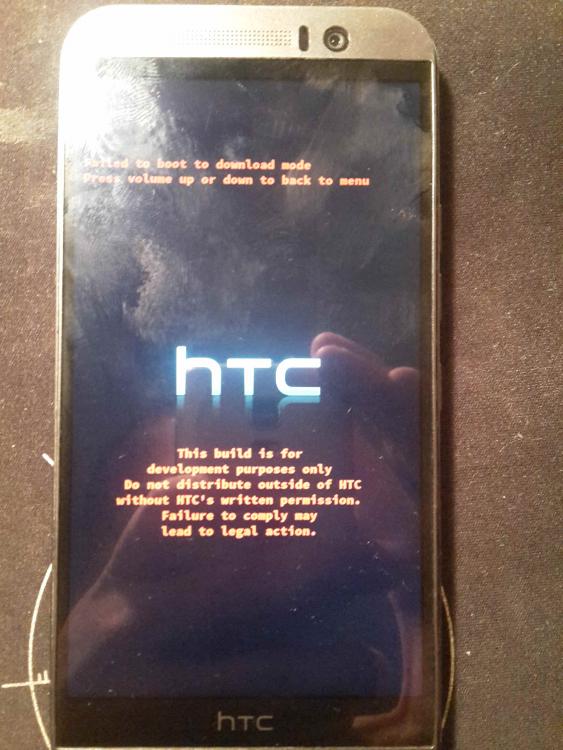 Failed to boot to download mode
Press volume up or down to back to menu
hTC
This build is for
development purposes only
Do not distribute outside of HTC
without HTC's written permission.
Failure to comply may
lead to legal action.
hTC